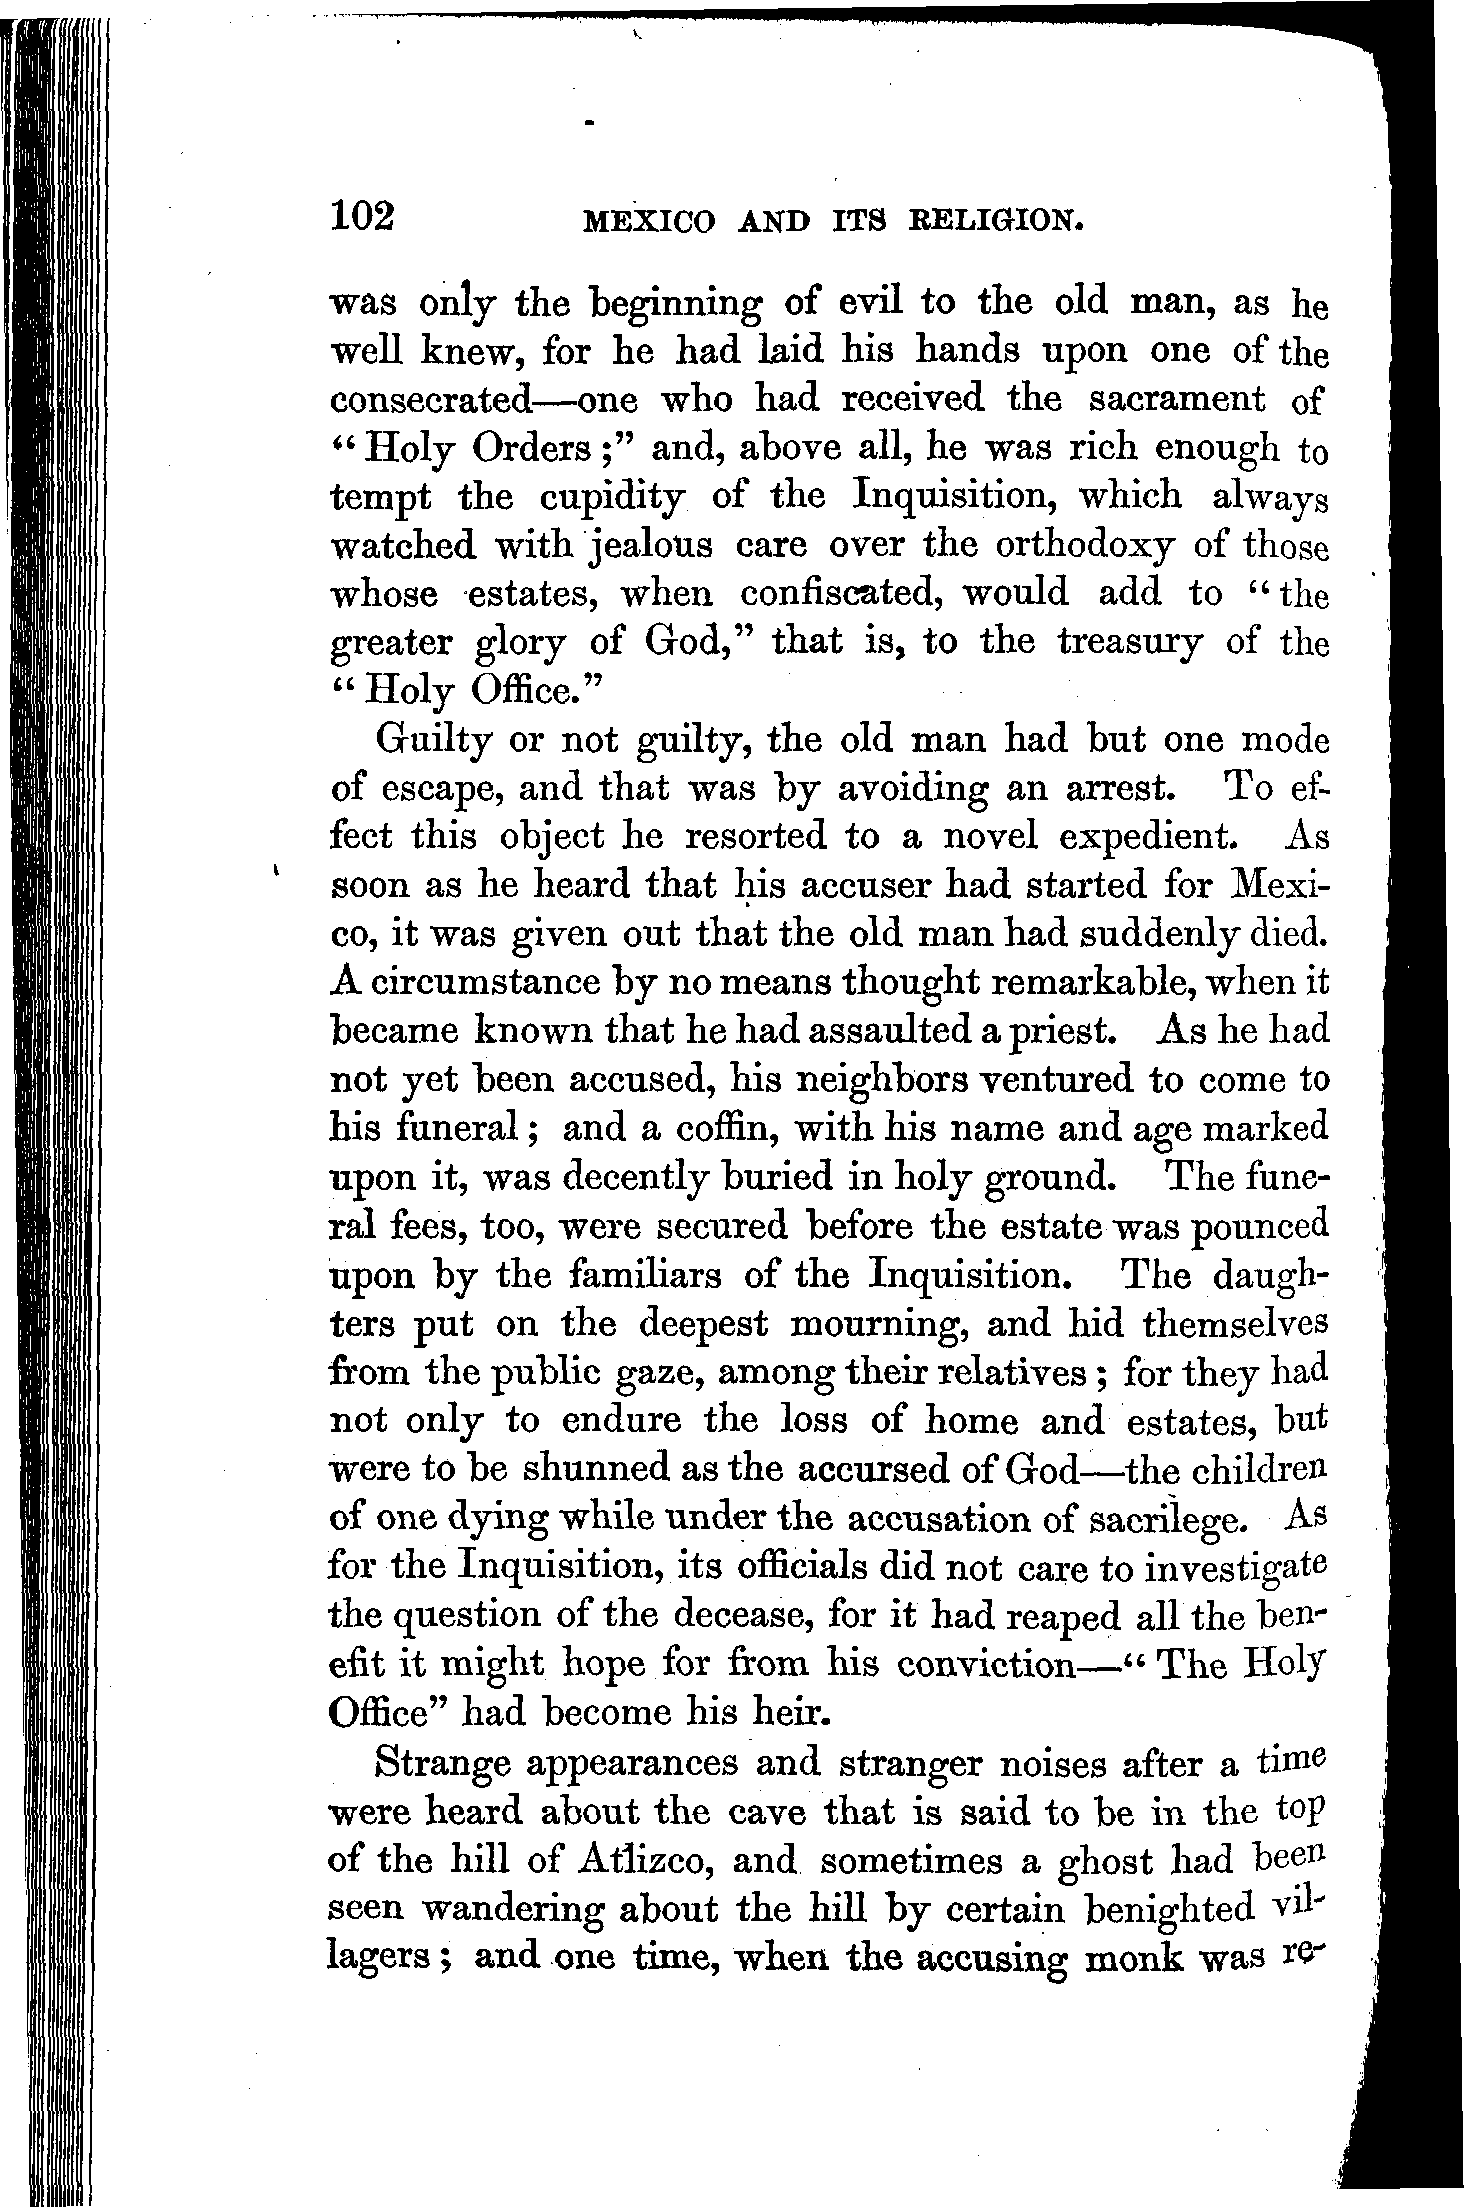 102 MEXICO AND ITS RELIGION.
was only the beginning of evil to the old man, as he
well knew, for he had laid his hands upon one of the
consecrated—one who had received the sacrament of
“Holy Orders;” and, above all, he was rich enough to
tempt the cupidity of the Inquisition, which always
watched with jealous care over the orthodoxy of those
whose estates, when confiscated, would add to “the
greater glory of God,” that is, to the treasury of the
“Holy Office.”
Guilty or not guilty, the old man had but one mode
of escape, and that was by avoiding an arrest. To ef-
fect this object he resorted to a novel expedient. As
soon as he heard that his accuser had started for Mexi-
co, it was given out that the old man had suddenly died.
A circumstance by no means thought remarkable, when it
became known that he had assaulted a priest. As he had
not yet been accused, his neighbors ventured to come to
his funeral; and a coffin, with his name and age marked
upon it, was decently buried in holy ground. The fune-
ral fees, too, were secured before the estate was pounced
upon by the familiars of the Inquisition. The daugh-
ters put on the deepest mourning, and hid themselves
from the public gaze, among their relatives; for they had
not only to endure the loss of home and estates, but
were to be shunned as the accursed of God—the children
of one dying while under the accusation of sacrilege. As
for the Inquisition, its officials did not care to investigate
the question of the decease, for it had reaped all the ben-
efit it might hope for from his conviction—“The Holy
Office” had become his heir.
Strange appearances and stranger noises after a time
were heard about the cave that is said to be in the top
of the hill of Atlizco, and sometimes a ghost had been
seen wandering about the hill by certain benighted vil-
lagers; and one time, when the accusing monk was re-